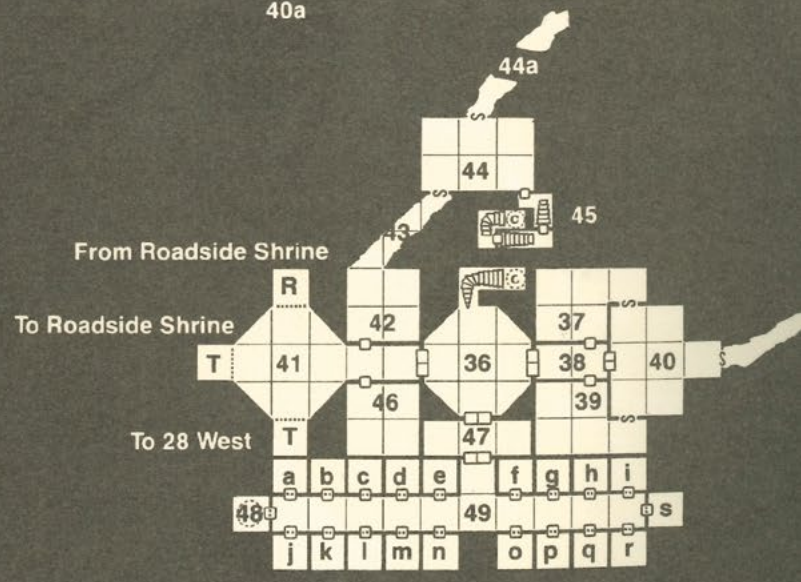 40a
44a
S
44
S
C
45
43
From Roadside Shrine
R
C
S
42
37
To Roadside Shrine
T
41
36
38
40
S
46
39
S
To 28 West
T
47
a b c d e f g h i
48
49
s
j k l m n o p q r